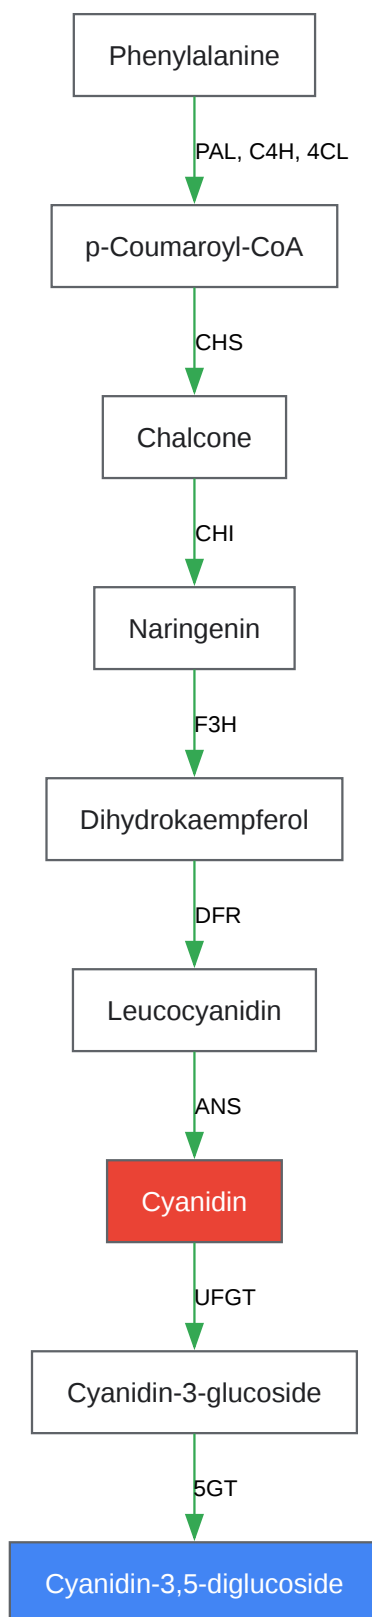 Phenylalanine
PAL, C4H, 4CL
p-Coumaroyl-CoA
CHS
Chalcone
CHI
Naringenin
F3H
Dihydrokaempferol
DFR
Leucocyanidin
ANS
Cyanidin
UFGT
Cyanidin-3-glucoside
5GT
Cyanidin-3,5-diglucoside